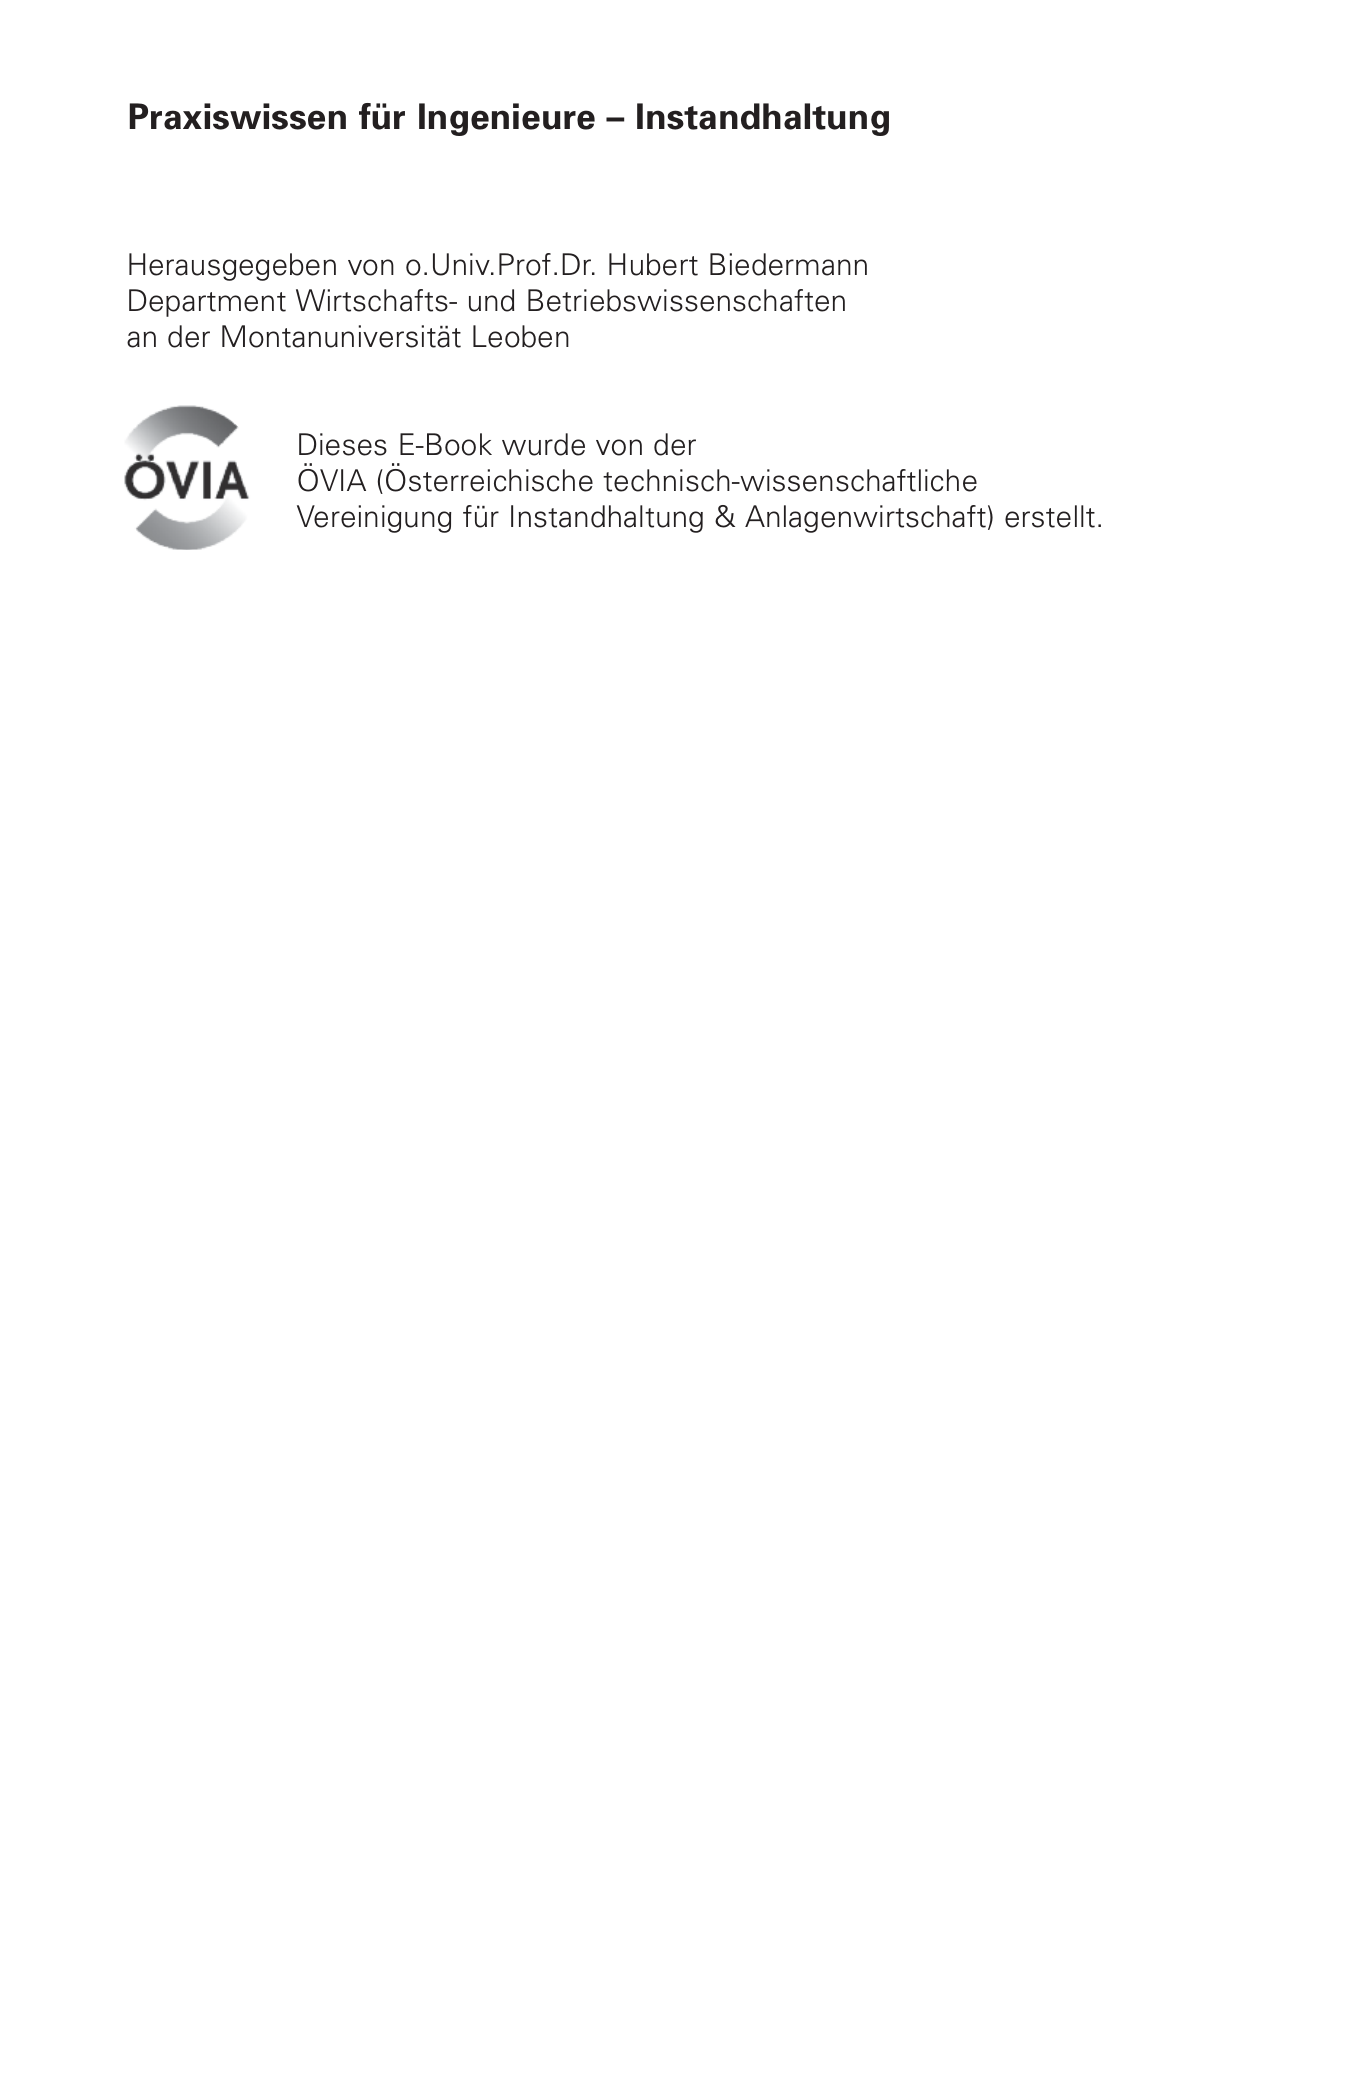 Praxiswissen für Ingenieure – Instandhaltung
Herausgegeben von o.Univ.Prof.Dr. Hubert Biedermann
Department Wirtschafts- und Betriebswissenschaften
an der Montanuniversität Leoben
ÖVIA
Dieses E-Book wurde von der
ÖVIA (Österreichische technisch-wissenschaftliche
Vereinigung für Instandhaltung & Anlagenwirtschaft) erstellt.